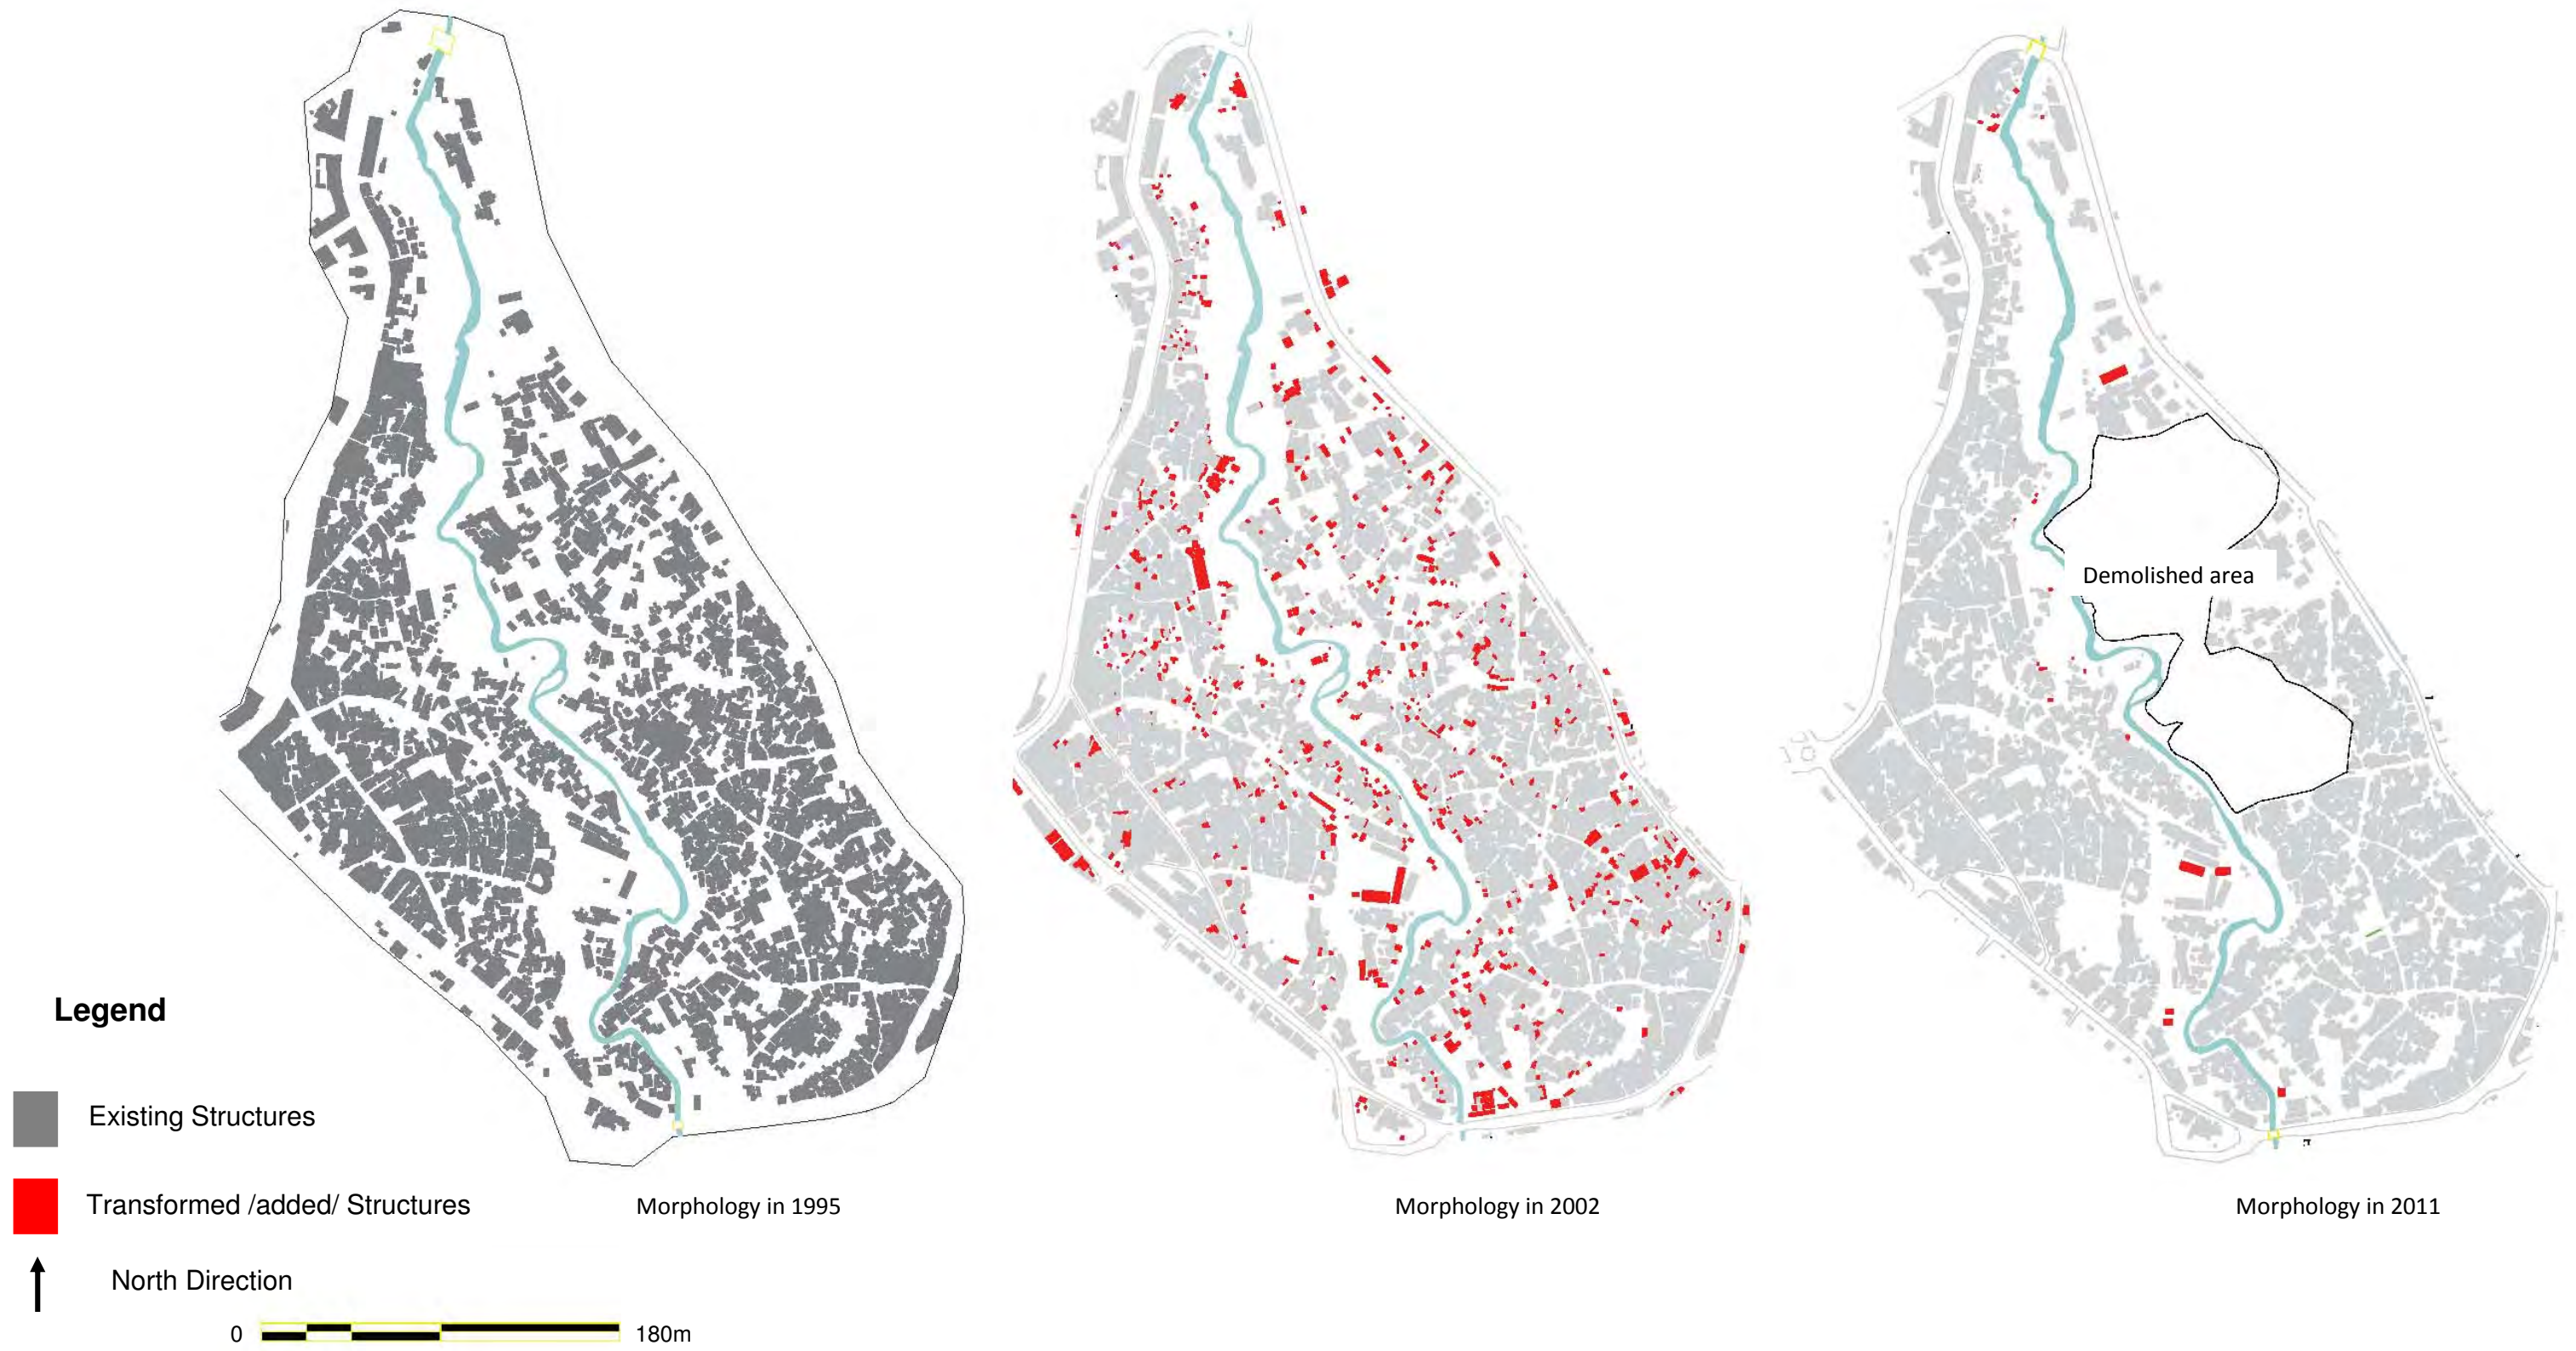 Demolished area
Legend
Existing Structures
Transformed /added/ Structures
Morphology in 1995
Morphology in 2002
Morphology in 2011
North Direction
0 180m